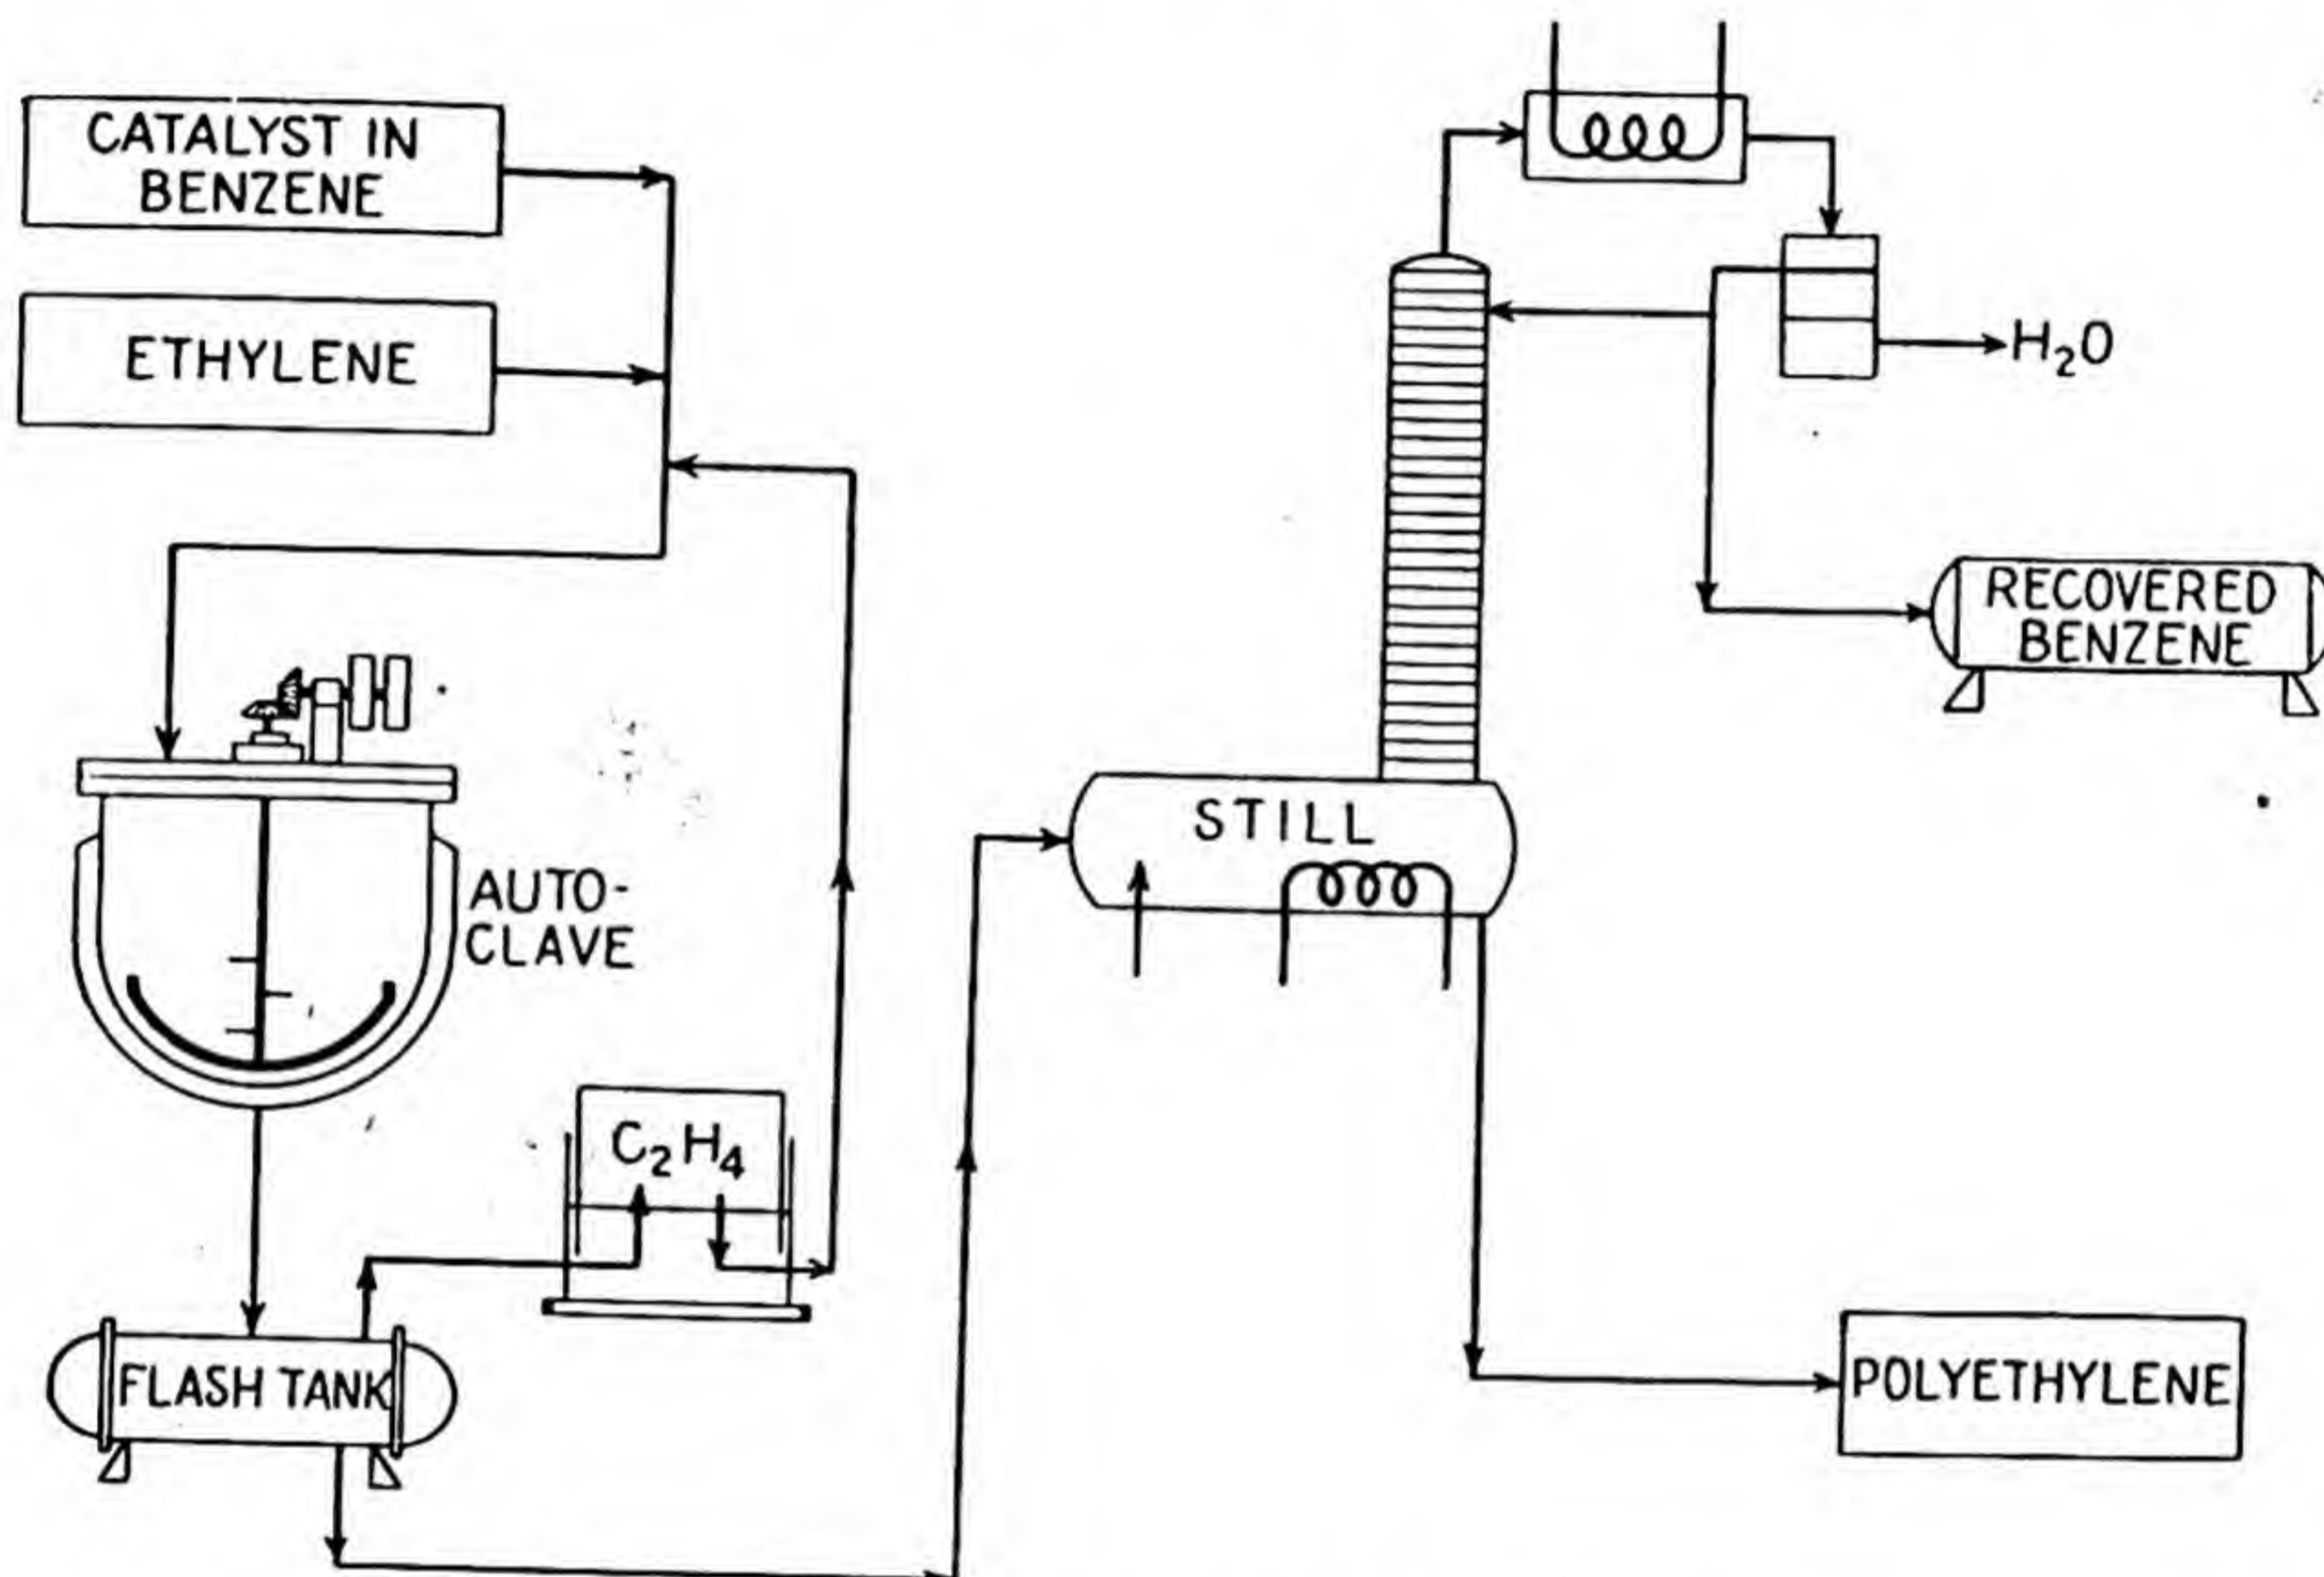 CATALYST IN
BENZENE
ETHYLENE
H₂O
RECOVERED
BENZENE
STILL
AUTO-
CLAVE
C₂H₄
FLASH TANK
POLYETHYLENE